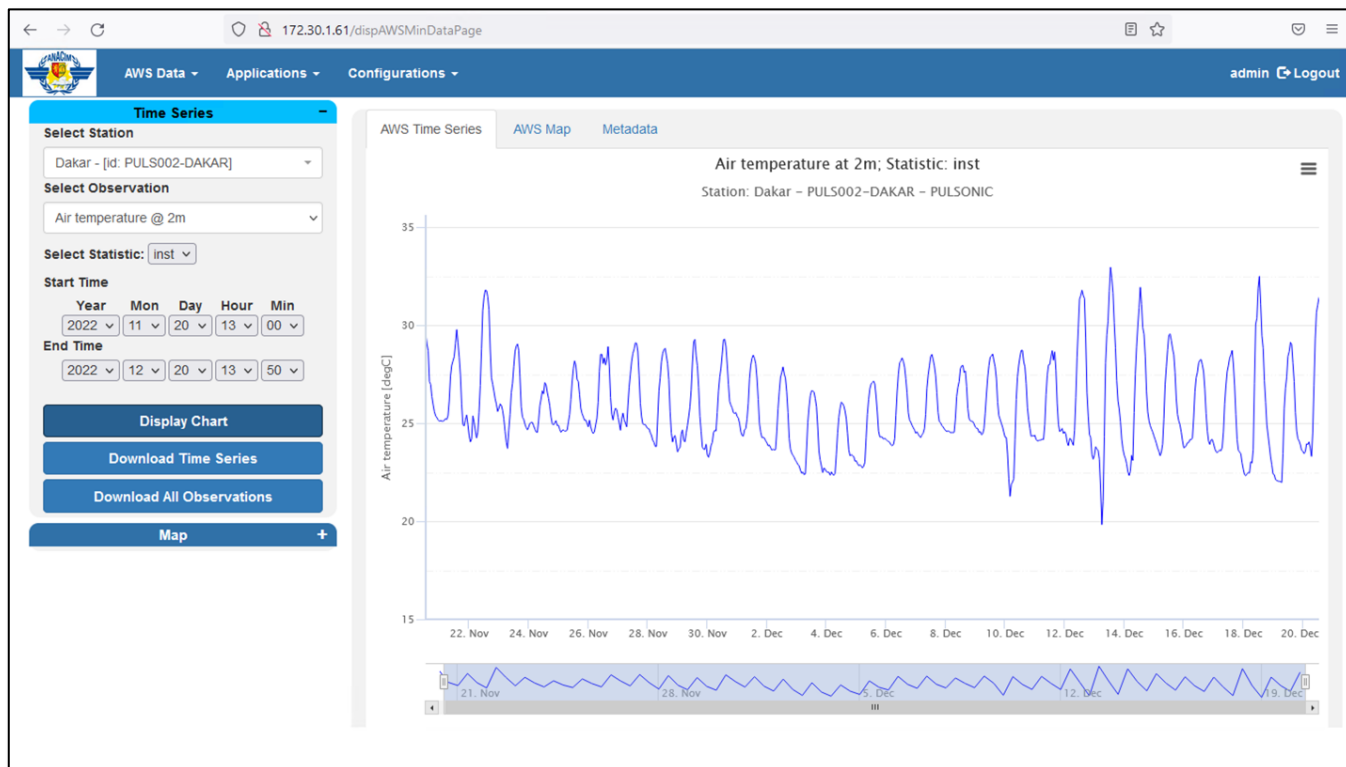 172.30.1.61/dispAWSMinDataPage
ANACIM
AWS Data Applications Configurations admin Logout
Time Series −
Select Station
Dakar - [id: PULS002-DAKAR]
Select Observation
Air temperature @ 2m
Select Statistic: inst
Start Time
Year Mon Day Hour Min
2022 11 20 13 00
End Time
2022 12 20 13 50
Display Chart
Download Time Series
Download All Observations
Map +
AWS Time Series AWS Map Metadata
Air temperature at 2m; Statistic: inst
Station: Dakar – PULS002-DAKAR – PULSONIC
Air temperature [degC]
35
30
25
20
15
22. Nov 24. Nov 26. Nov 28. Nov 30. Nov 2. Dec 4. Dec 6. Dec 8. Dec 10. Dec 12. Dec 14. Dec 16. Dec 18. Dec 20. Dec
21. Nov 28. Nov 5. Dec 12. Dec 19. Dec